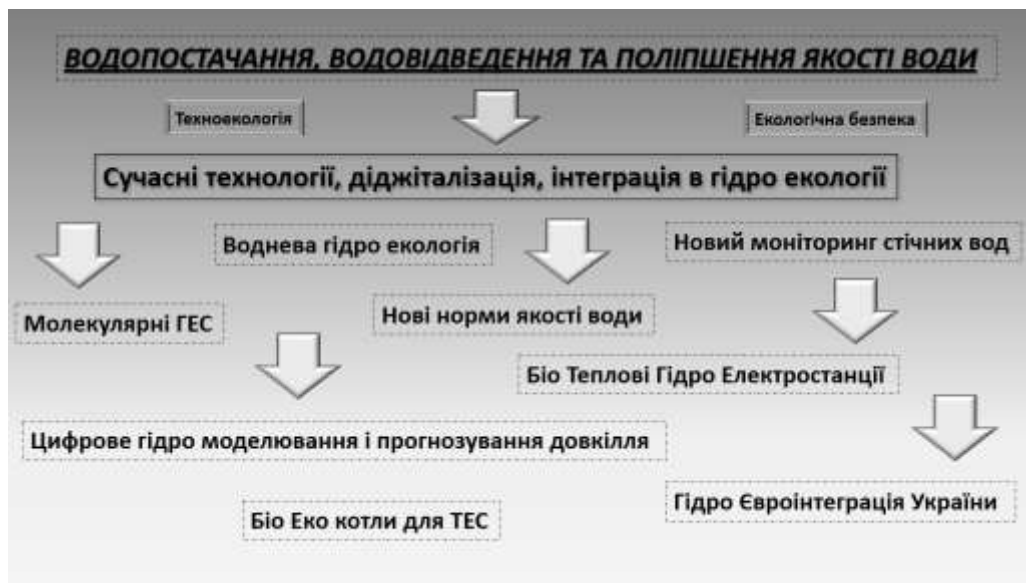 ВОДОПОСТАЧАННЯ, ВОДОВІДВЕДЕННЯ ТА ПОЛІПШЕННЯ ЯКОСТІ ВОДИ
Техноекологія
Екологічна безпека
Сучасні технології, діджіталізація, інтеграція в гідро екології
Воднева гідро екологія
Новий моніторинг стічних вод
Молекулярні ГЕС
Нові норми якості води
Біо Теплові Гідро Електростанції
Цифрове гідро моделювання і прогнозування довкілля
Гідро Євроінтеграція України
Біо Еко котли для ТЕС